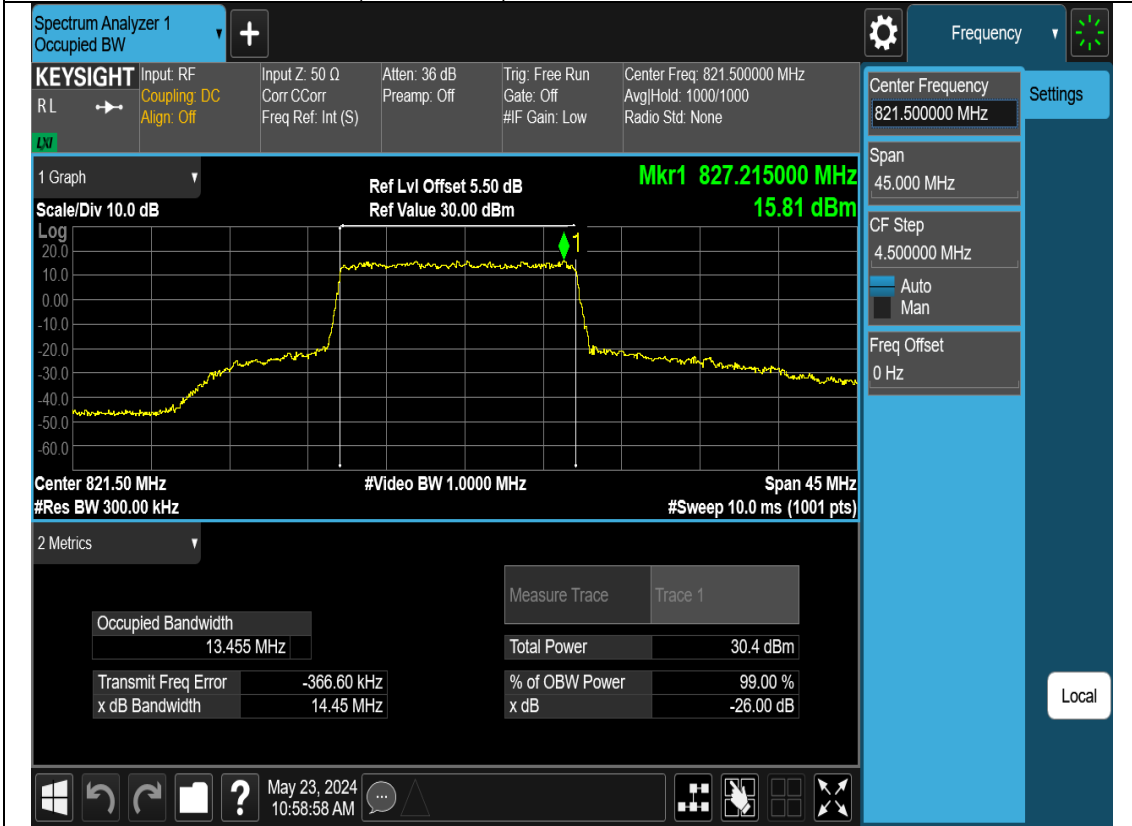 Spectrum Analyzer 1
Occupied BW
+
Frequency
KEYSIGHT
R L
LXI
Input: RF
Coupling: DC
Align: Off
Input Z: 50 Ω
Corr CCorr
Freq Ref: Int (S)
Atten: 36 dB
Preamp: Off
Trig: Free Run
Gate: Off
#IF Gain: Low
Center Freq: 821.500000 MHz
Avg|Hold: 1000/1000
Radio Std: None
Center Frequency
821.500000 MHz
Settings
Span
45.000 MHz
CF Step
4.500000 MHz
Auto
Man
Freq Offset
0 Hz
Local
1 Graph
Scale/Div 10.0 dB
Ref Lvl Offset 5.50 dB
Ref Value 30.00 dBm
Mkr1 827.215000 MHz
15.81 dBm
Log
20.0
10.0
0.00
-10.0
-20.0
-30.0
-40.0
-50.0
-60.0
1
Center 821.50 MHz
#Video BW 1.0000 MHz
Span 45 MHz
#Res BW 300.00 kHz
#Sweep 10.0 ms (1001 pts)
2 Metrics
Measure Trace Trace 1
Occupied Bandwidth
13.455 MHz
Total Power 30.4 dBm
Transmit Freq Error -366.60 kHz
% of OBW Power 99.00 %
x dB Bandwidth 14.45 MHz
x dB -26.00 dB
?
May 23, 2024
10:58:58 AM